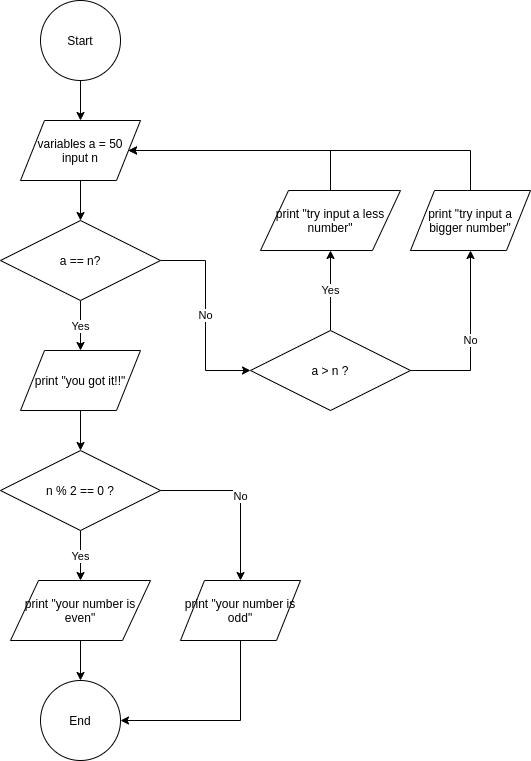 Start
variables a = 50
input n
print "try input a less
number"
print "try input a
bigger number"
a == n?
Yes
No
Yes
No
print "you got it!!"
a > n ?
n % 2 == 0 ?
No
Yes
print "your number is
even"
print "your number is
odd"
End